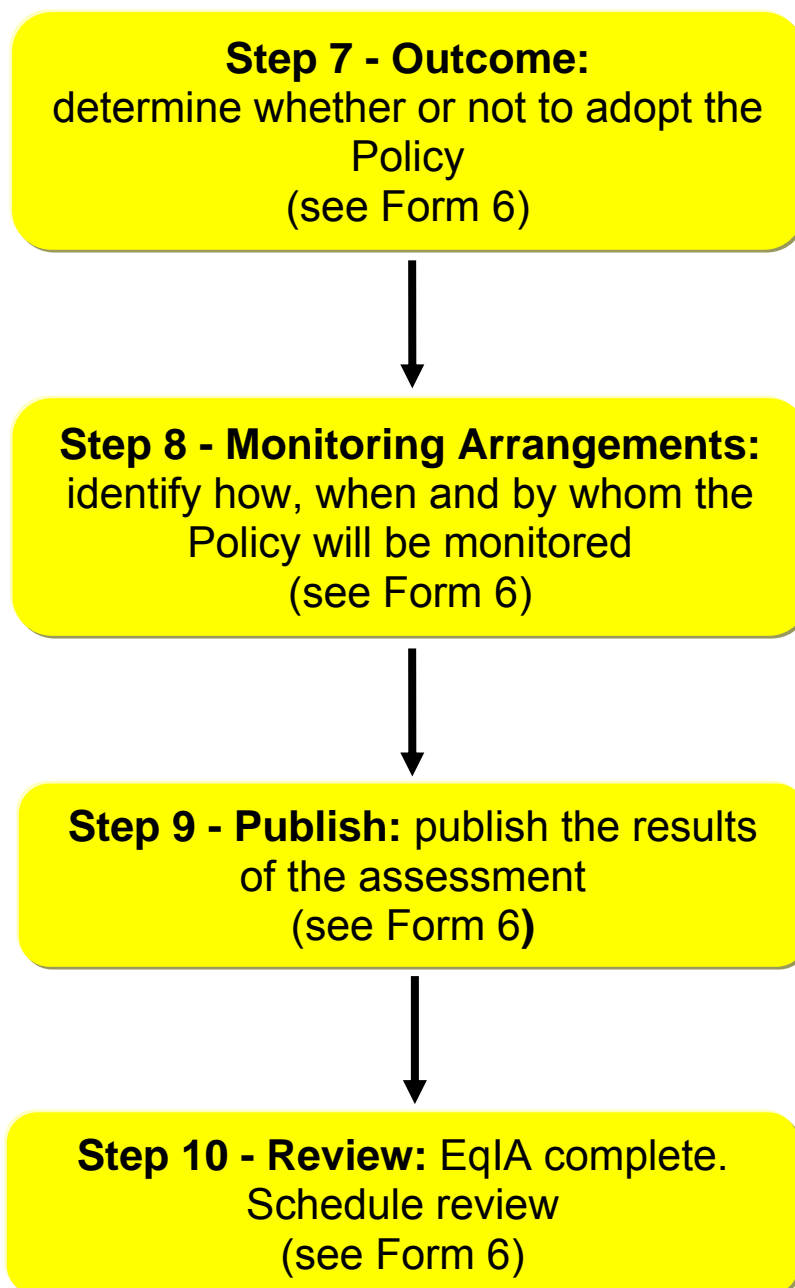 Step 7 - Outcome:
determine whether or not to adopt the
Policy
(see Form 6)
Step 8 - Monitoring Arrangements:
identify how, when and by whom the
Policy will be monitored
(see Form 6)
Step 9 - Publish: publish the results
of the assessment
(see Form 6)
Step 10 - Review: EqIA complete.
Schedule review
(see Form 6)